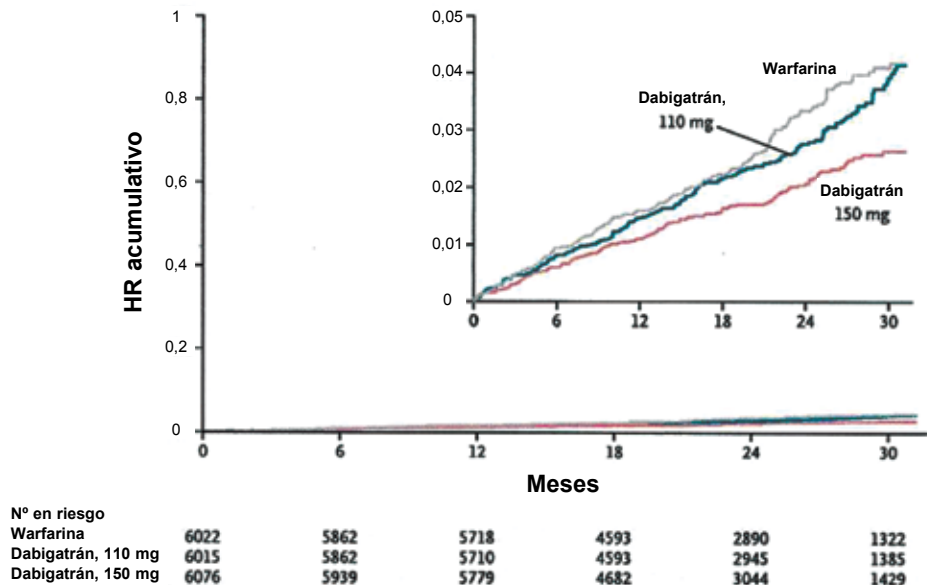 1
0,8
0,6
0,4
0,2
0
HR acumulativo
0 6 12 18 24 30
Meses
0,05
0,04
0,03
0,02
0,01
0
0 6 12 18 24 30
Warfarina
Dabigatrán,
110 mg
Dabigatrán
150 mg
Nº en riesgo
Warfarina 6022 5862 5718 4593 2890 1322
Dabigatrán, 110 mg 6015 5862 5710 4593 2945 1385
Dabigatrán, 150 mg 6076 5939 5779 4682 3044 1429